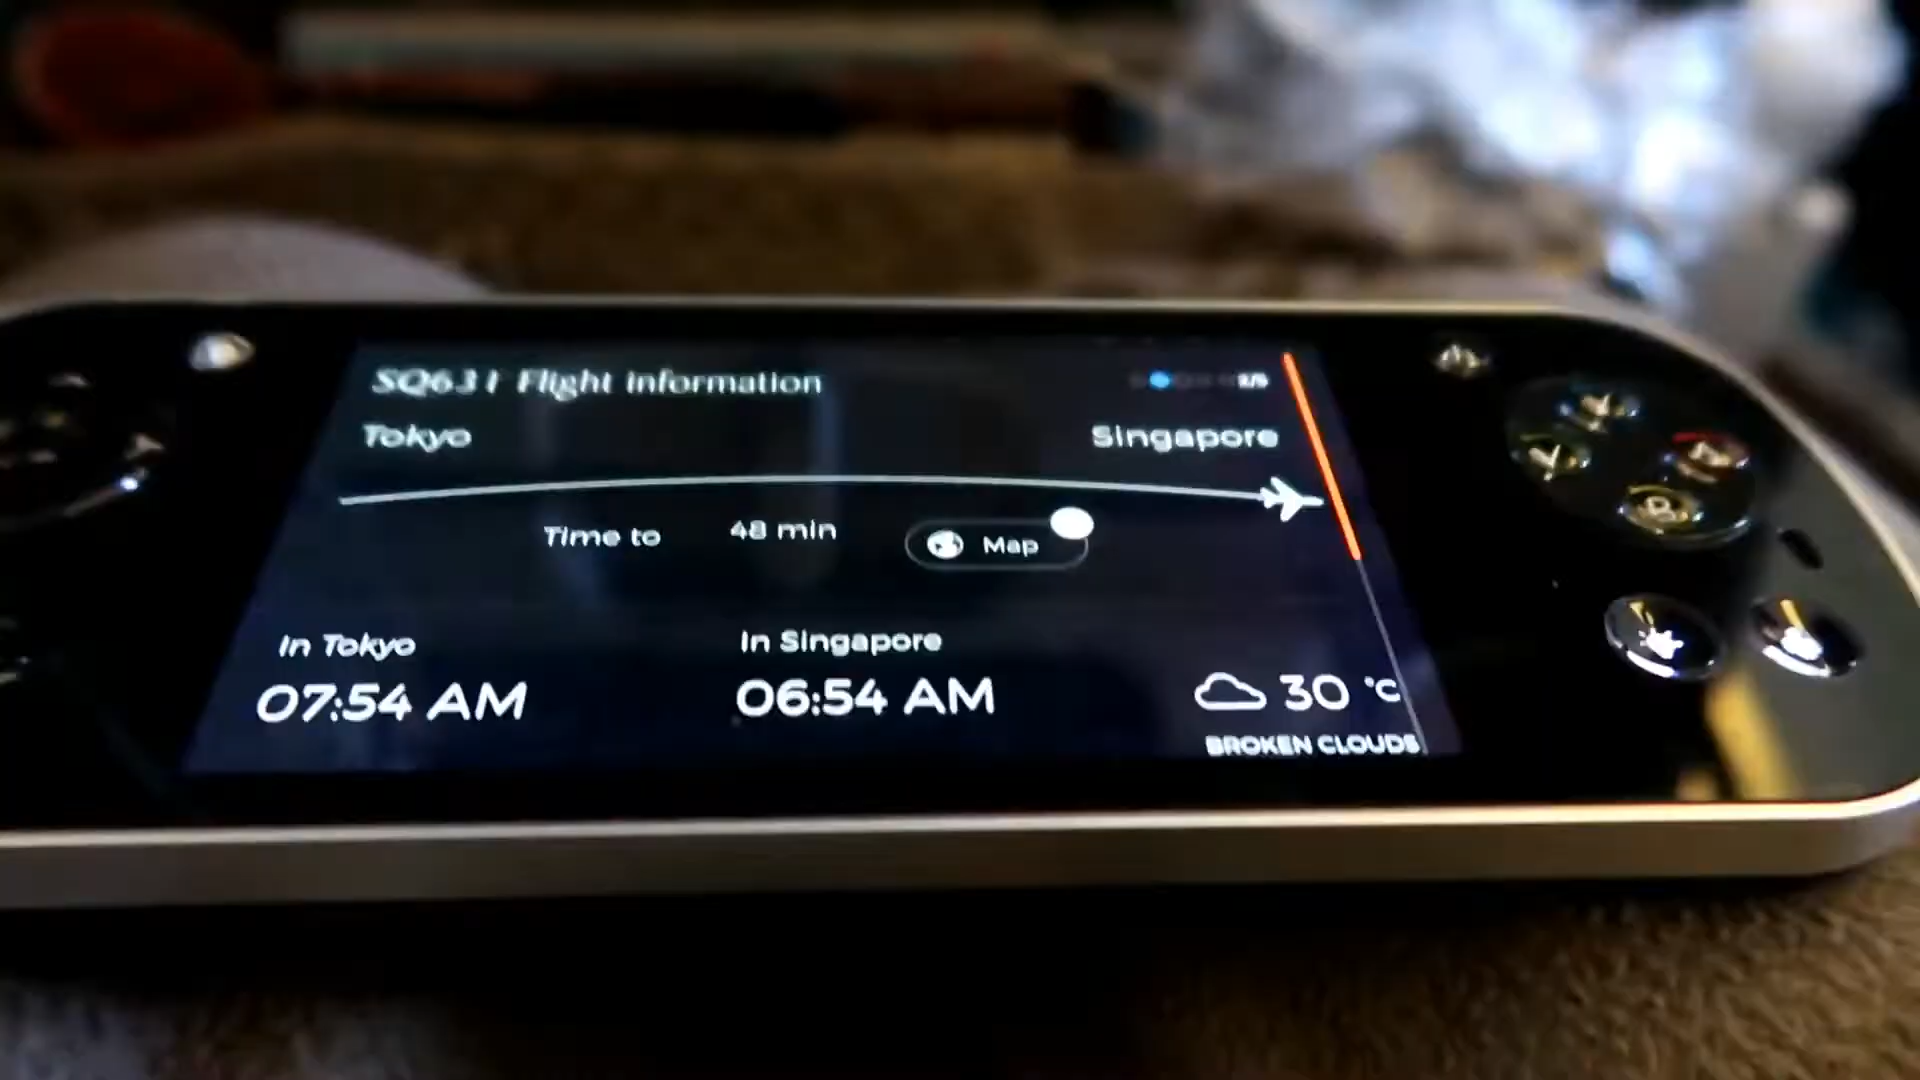 SQ631 Flight Information
Tokyo
Singapore
Time to 48 min
Map
In Tokyo
In Singapore
07:54 AM
06:54 AM
30 °C
BROKEN CLOUDS